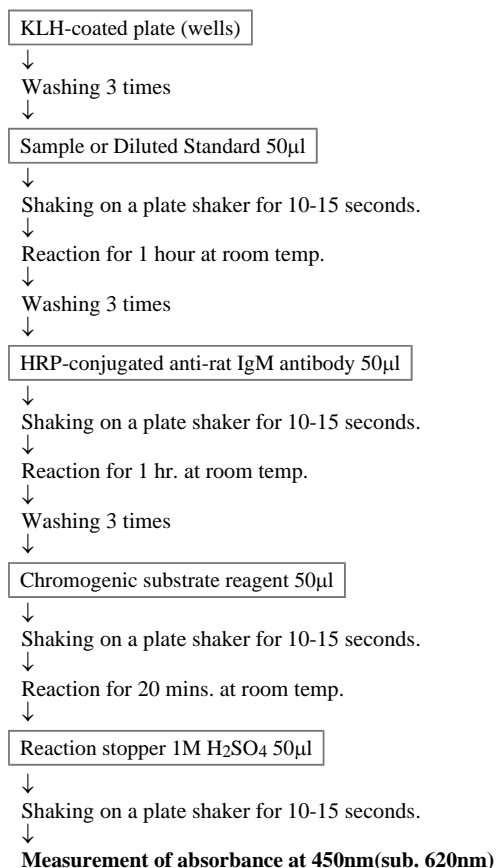 KLH-coated plate (wells)
↓
Washing 3 times
↓
Sample or Diluted Standard 50μl
↓
Shaking on a plate shaker for 10-15 seconds.
↓
Reaction for 1 hour at room temp.
↓
Washing 3 times
↓
HRP-conjugated anti-rat IgM antibody 50μl
↓
Shaking on a plate shaker for 10-15 seconds.
↓
Reaction for 1 hr. at room temp.
↓
Washing 3 times
↓
Chromogenic substrate reagent 50μl
↓
Shaking on a plate shaker for 10-15 seconds.
↓
Reaction for 20 mins. at room temp.
↓
Reaction stopper 1M H₂SO₄ 50μl
↓
Shaking on a plate shaker for 10-15 seconds.
↓
Measurement of absorbance at 450nm(sub. 620nm)